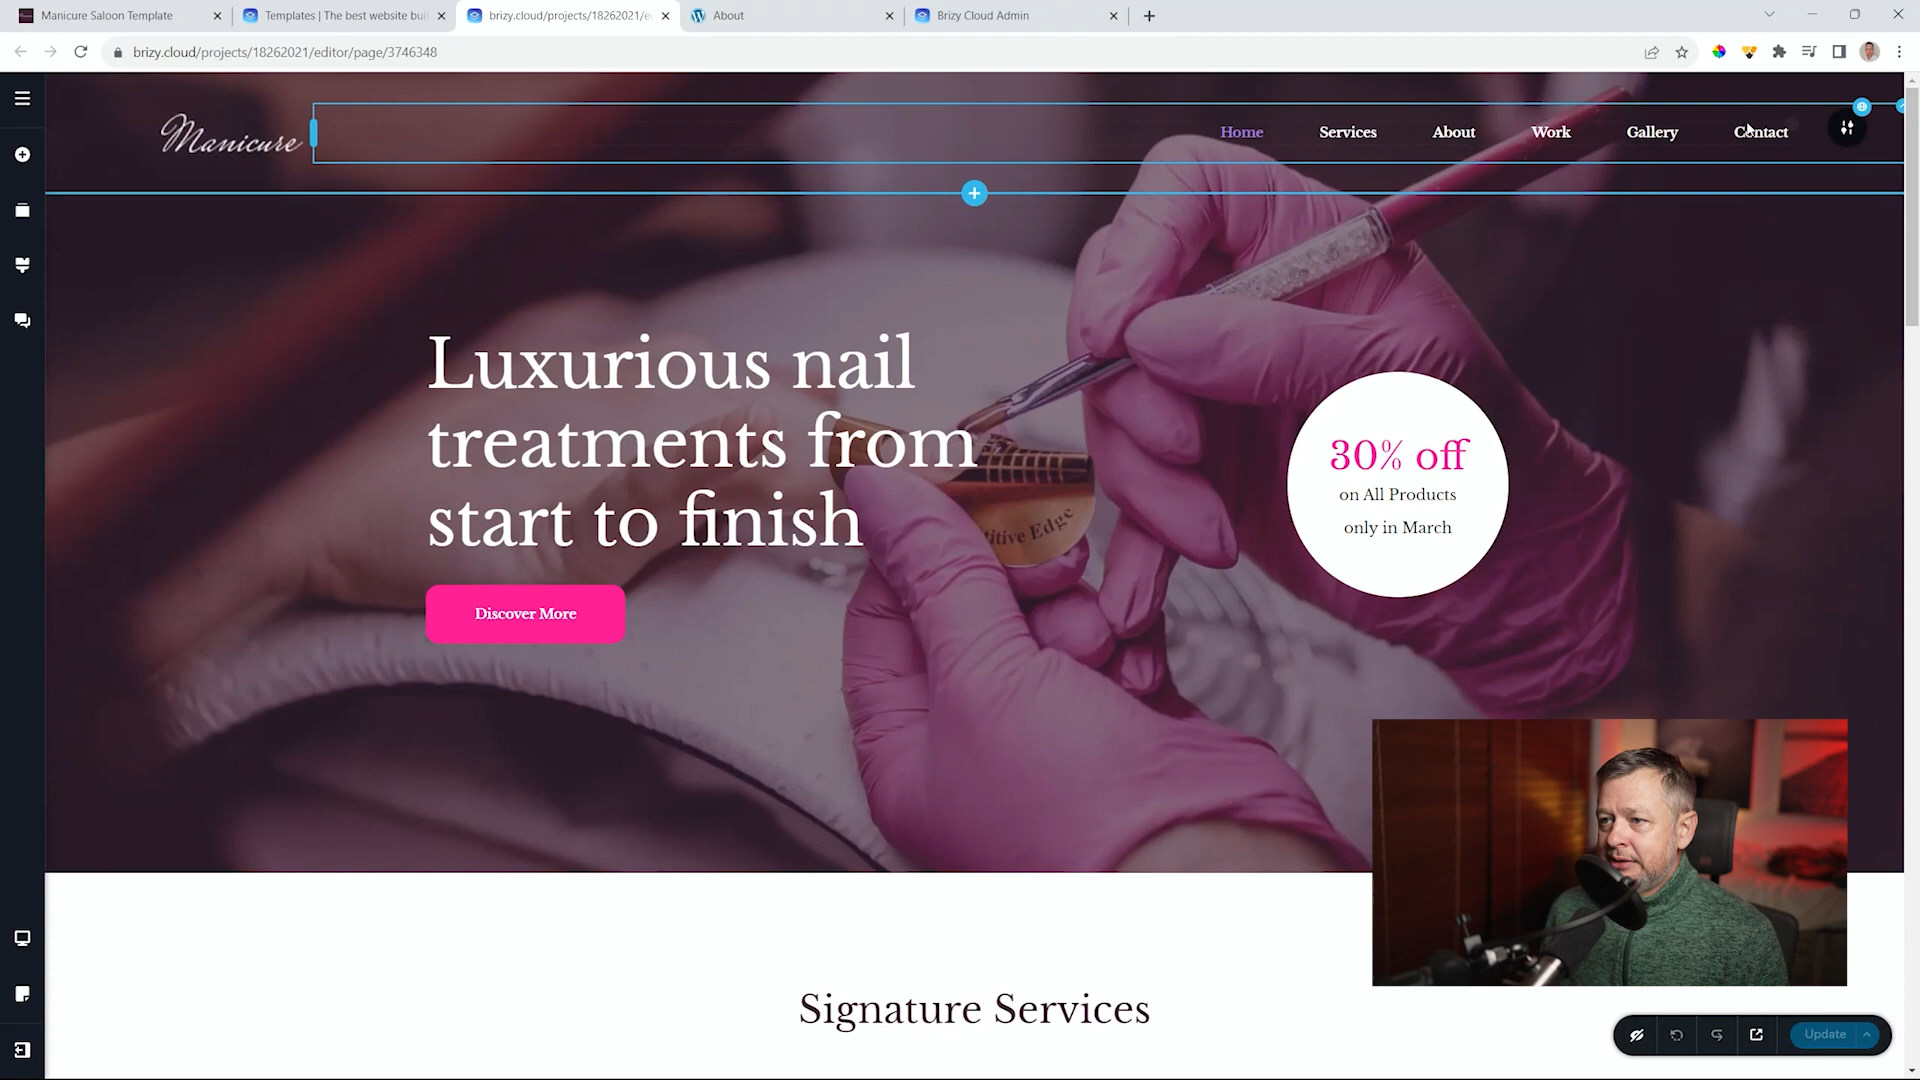 Manicure Saloon Template
Templates | The best website buil
brizy.cloud/projects/18262021/e
About
Brizy Cloud Admin
brizy.cloud/projects/18262021/editor/page/3746348
Manicure
Home
Services
About
Work
Gallery
Contact
Luxurious nail
treatments from
start to finish
Discover More
30% off
on All Products
only in March
Edge
Signature Services
Update